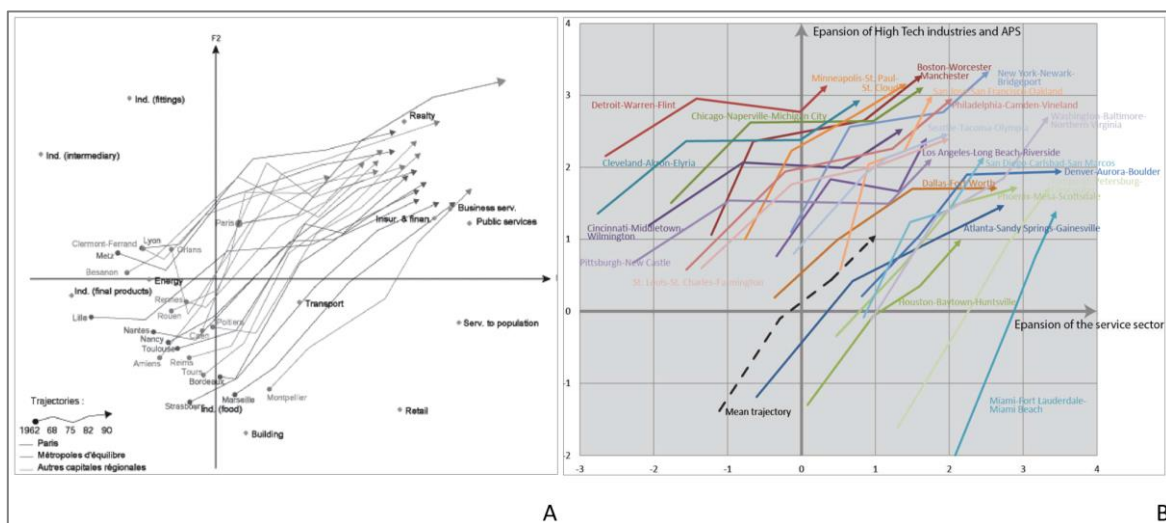 F2
Ind. (fittings)
Ind. (intermediary)
Realty
Paris
Business serv.
Insur. & finan.
Public services
Clermont-Ferrand
Lyon
Orlans
Metz
Besanon
Energy
Ind. (final products)
Rennes
Transport
Lille
Rouen
Serv. to population
Nantes
Poitiers
Caen
Nancy
Toulouse
Amiens
Reims
Tours
Bordeaux
Strasbourg
Marseille
Montpellier
Ind. (food)
Retail
Building
Trajectories :
1962 68 75 82 90
Paris
Métropoles d'équilibre
Autres capitales régionales
A
4
3
2
1
0
-1
-2
-3 -2 -1 0 1 2 3 4
Epansion of High Tech industries and APS
Boston-Worcester
Manchester
New York-Newark-
Bridgeport
Minneapolis-St. Paul-
St. Cloud
Detroit-Warren-Flint
San Jose-San Francisco-Oakland
Philadelphia-Camden-Vineland
Chicago-Naperville-Michigan City
Washington-Baltimore-
Northern Virginia
Seattle-Tacoma-Olympia
Cleveland-Akron-Elyria
Los Angeles-Long Beach-Riverside
San Diego-Carlsbad-San Marcos
Denver-Aurora-Boulder
Dallas-Fort Worth
Petersburg-
Phoenix-Mesa-Scottsdale
Cincinnati-Middletown-
Wilmington
Atlanta-Sandy Springs-Gainesville
Pittsburgh-New Castle
St. Louis-St. Charles-Farmington
Houston-Baytown-Huntsville
Epansion of the service sector
Mean trajectory
Miami-Fort Lauderdale-
Miami Beach
B